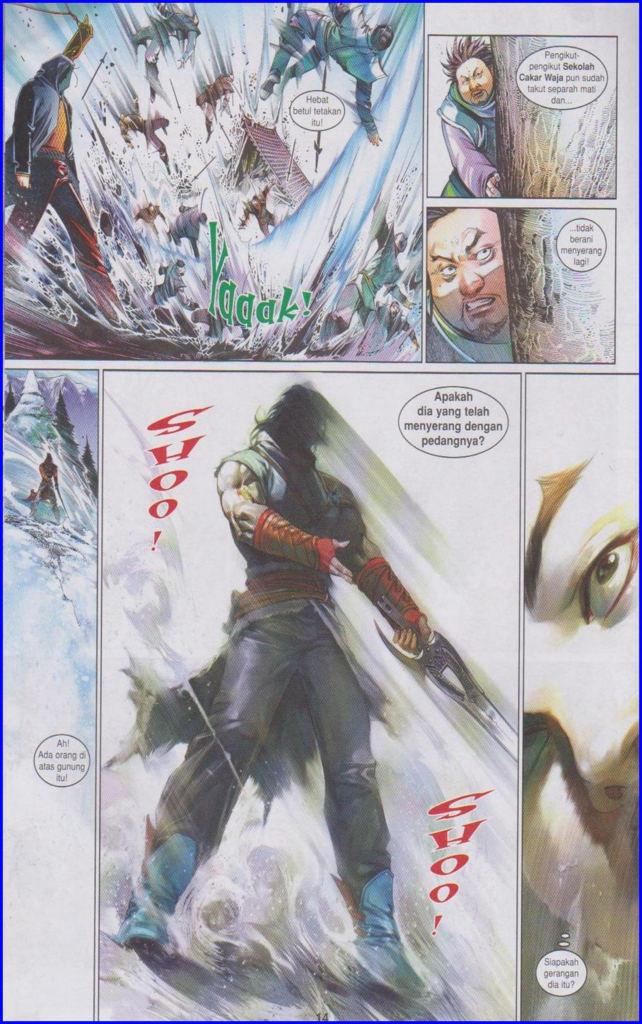 Hebat
betul tetakan
itu!
Yaaak!
Pengikut-
pengikut Sekolah
Cakar Waja pun sudah
takut separah mati
dan...
...tidak
berani
menyerang
lagi!
Ah!
Ada orang di
atas gunung
itu!
SHOO!
Apakah
dia yang telah
menyerang dengan
pedangnya?
SHOO!
Siapakah
gerangan
dia itu?
14